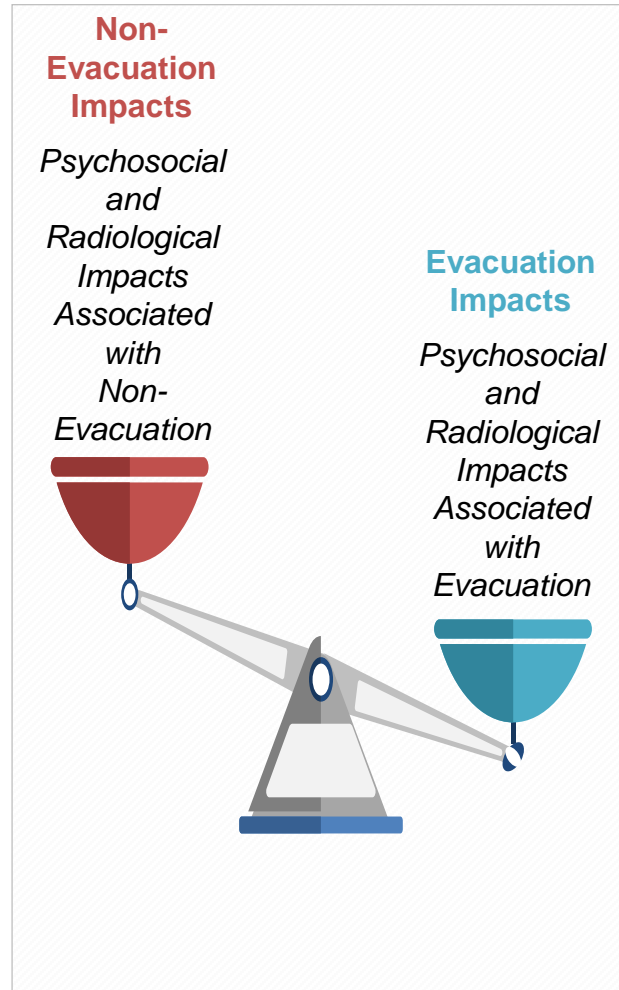 Non-
Evacuation
Impacts
Psychosocial
and
Radiological
Impacts
Associated
with
Non-
Evacuation
Evacuation
Impacts
Psychosocial
and
Radiological
Impacts
Associated
with
Evacuation